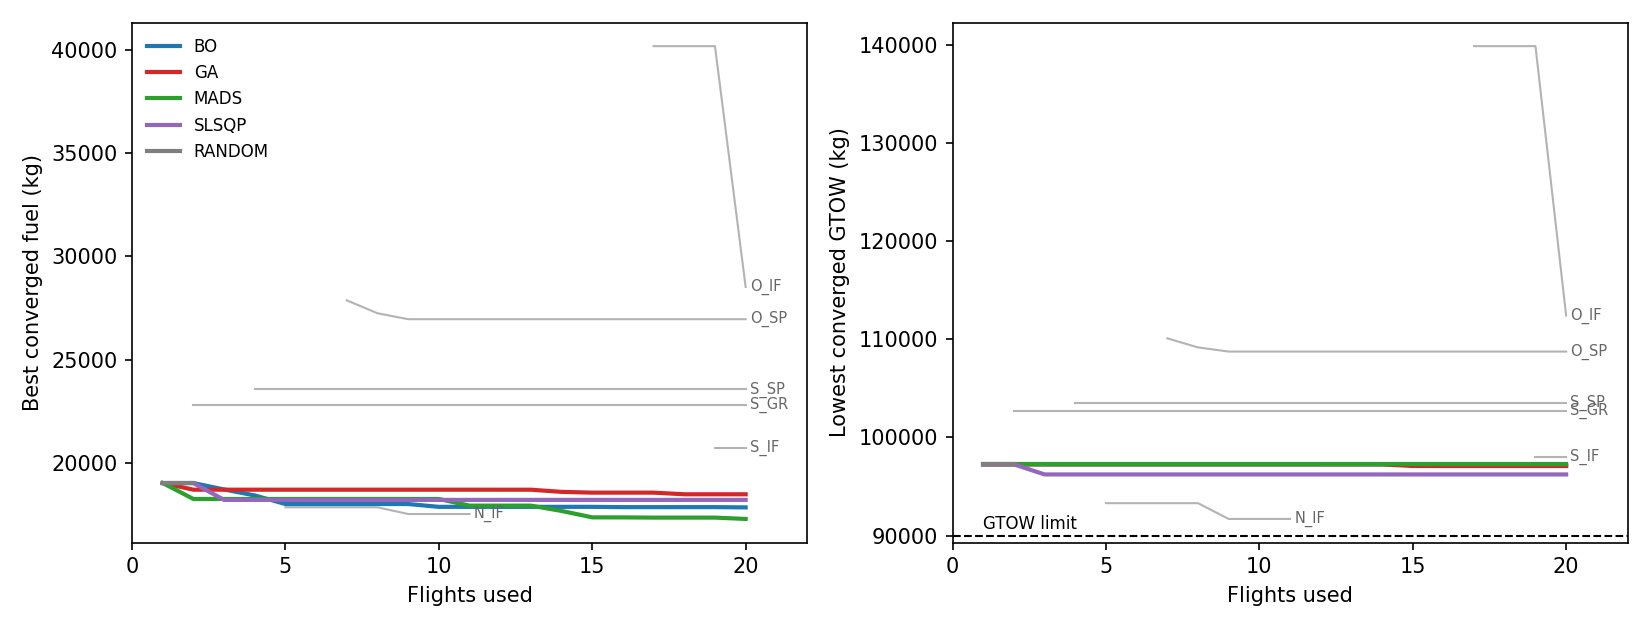 Best converged fuel (kg)
40000
35000
30000
25000
20000
BO
GA
MADS
SLSQP
RANDOM
O_IF
O_SP
S_SP
S_GR
S_IF
N_IF
0
5
10
15
20
Flights used
Lowest converged GTOW (kg)
140000
130000
120000
110000
100000
90000
O_IF
O_SP
S_SP
S_GR
S_IF
N_IF
GTOW limit
0
5
10
15
20
Flights used